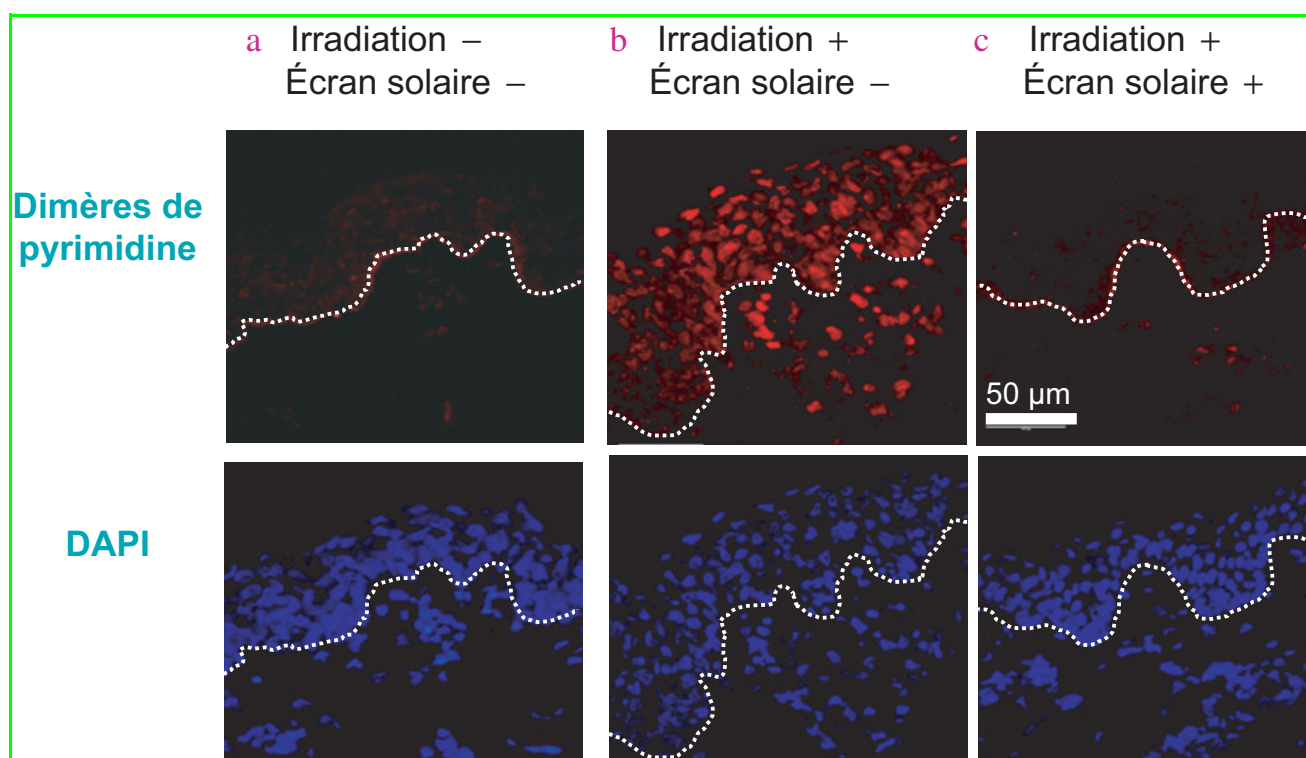 a Irradiation –
Écran solaire –
b Irradiation +
Écran solaire –
c Irradiation +
Écran solaire +
Dimères de
pyrimidine
50 µm
DAPI